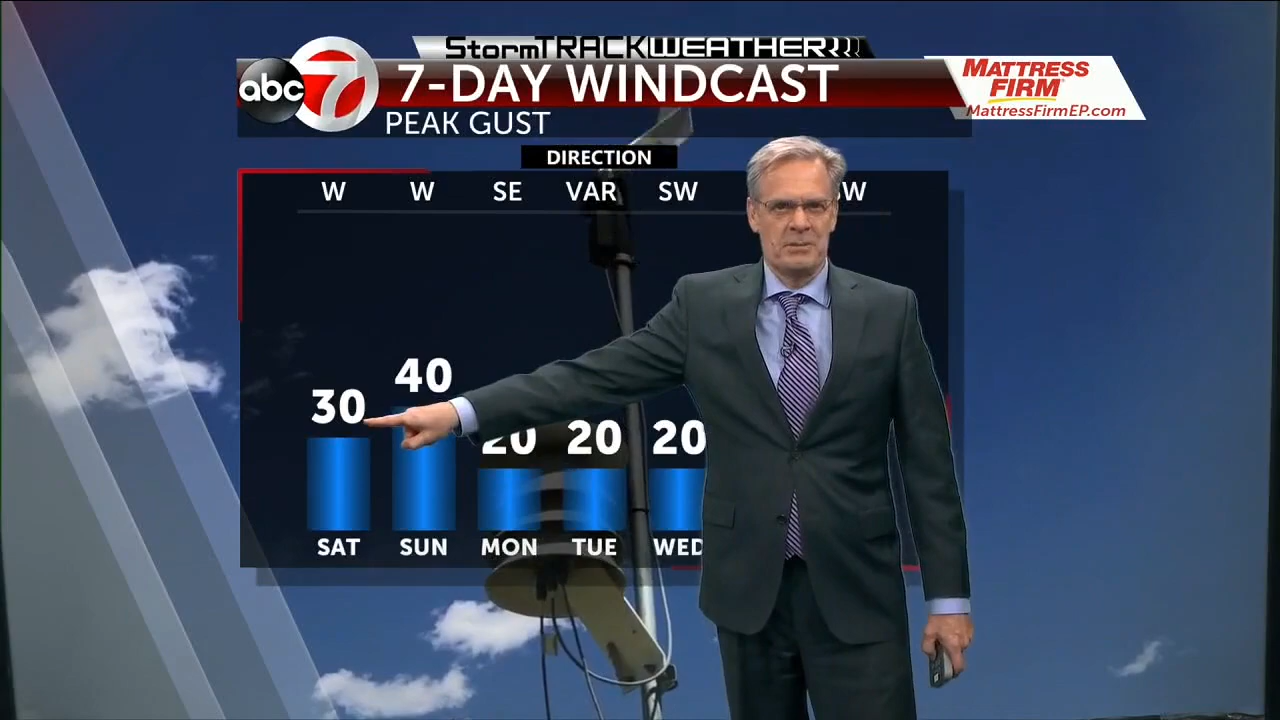 StormTRACKWEATHER
abc 7
7-DAY WINDCAST
PEAK GUST
MATTRESS
FIRM
MattressFirmEP.com
DIRECTION
W W SE VAR SW
30 40 20 20 20
SAT SUN MON TUE WED